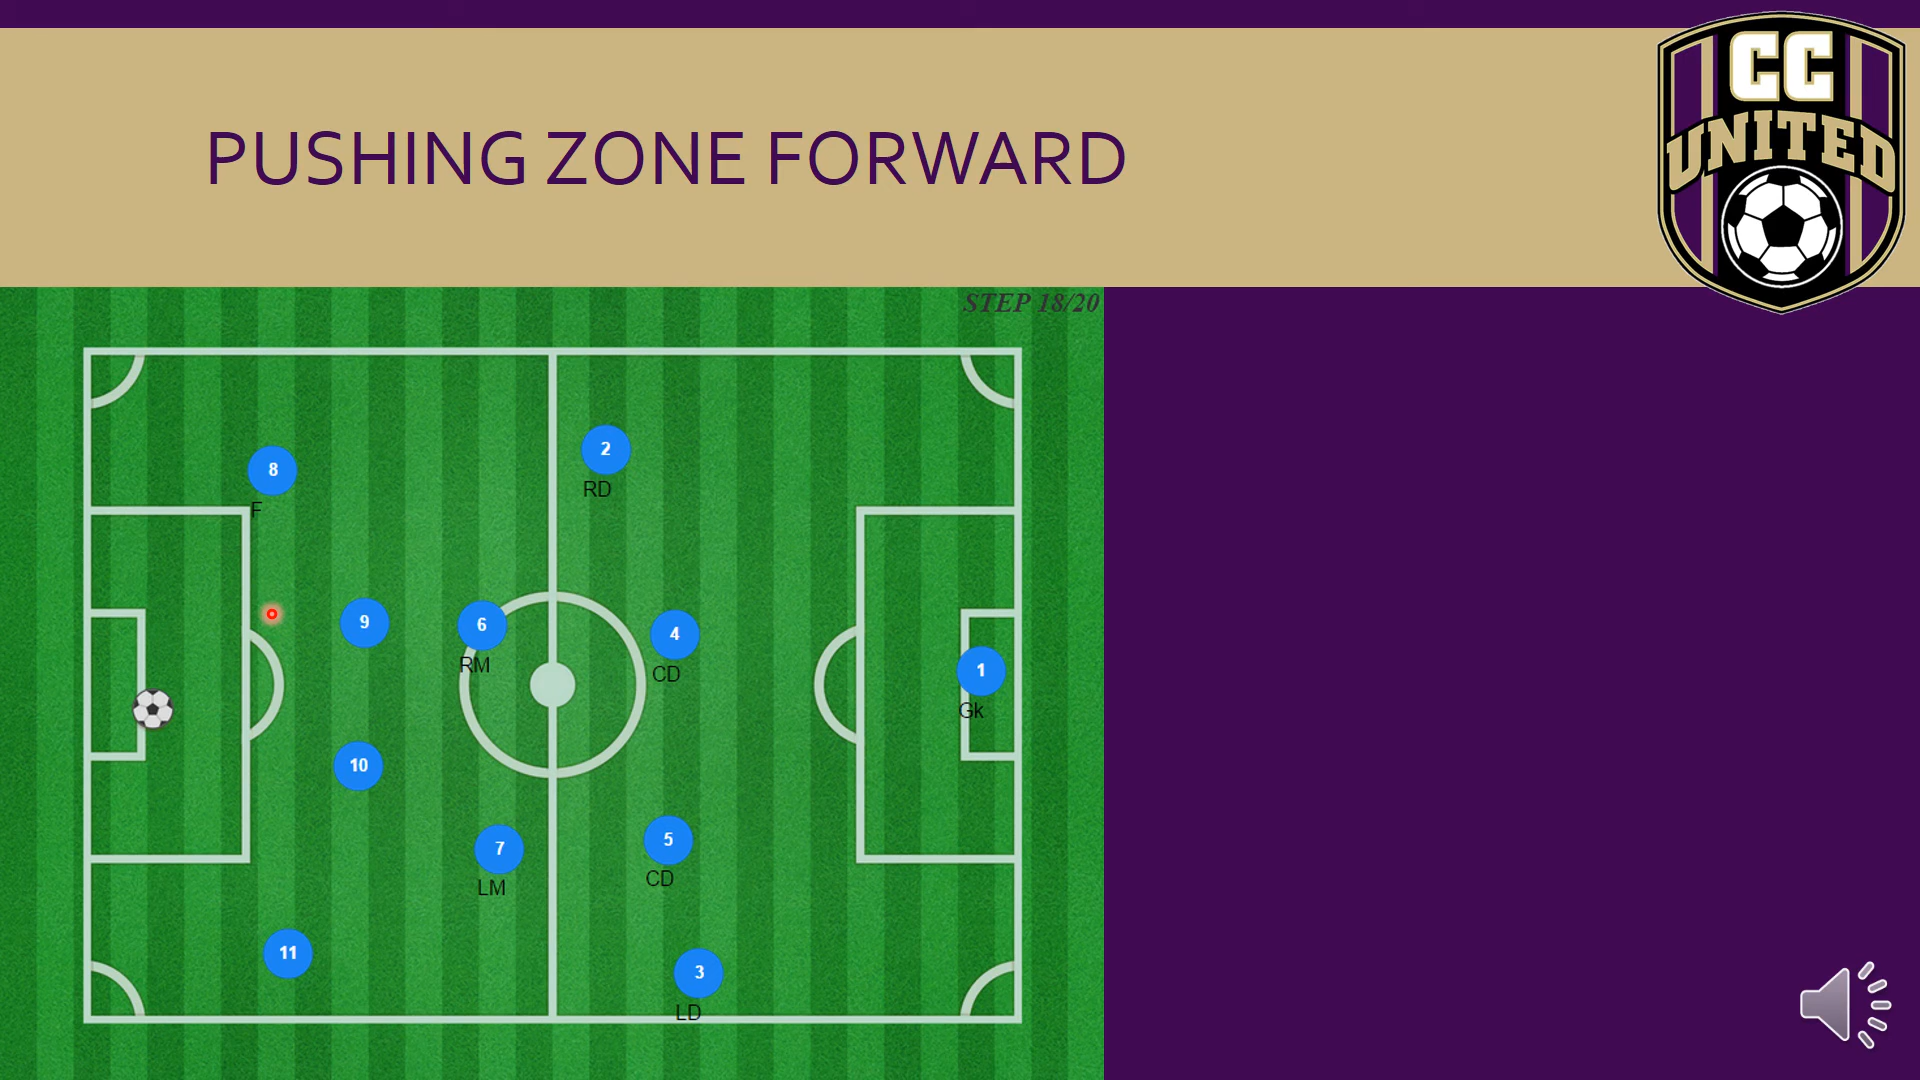 CC
UNITED
PUSHING ZONE FORWARD
STEP 18/20
2
RD
8
F
9
6
RM
4
CD
1
Gk
10
7
LM
5
CD
11
3
LD